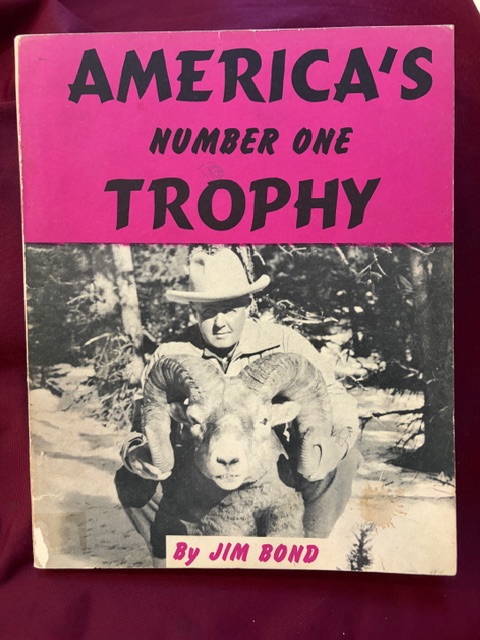 AMERICA'S
NUMBER ONE
TROPHY
By JIM BOND